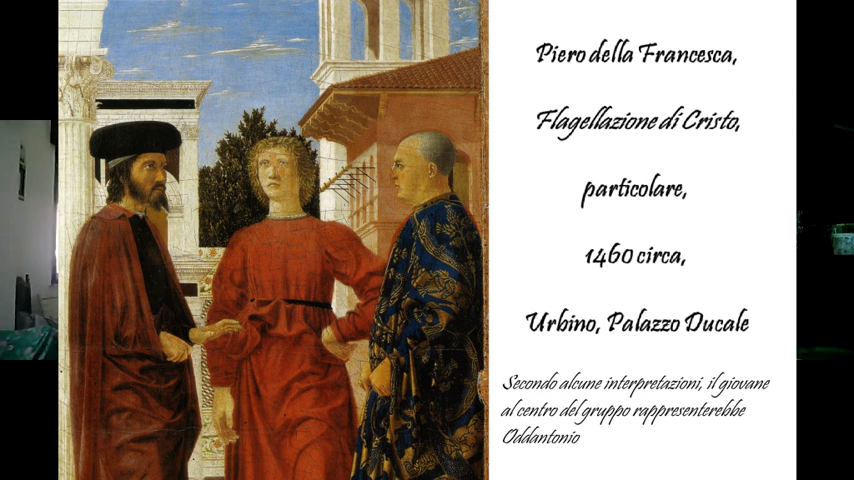 Piero della Francesca,
Flagellazione di Cristo,
particolare,
1460 circa,
Urbino, Palazzo Ducale
Secondo alcune interpretazioni, il giovane
al centro del gruppo rappresenterebbe
Oddantonio